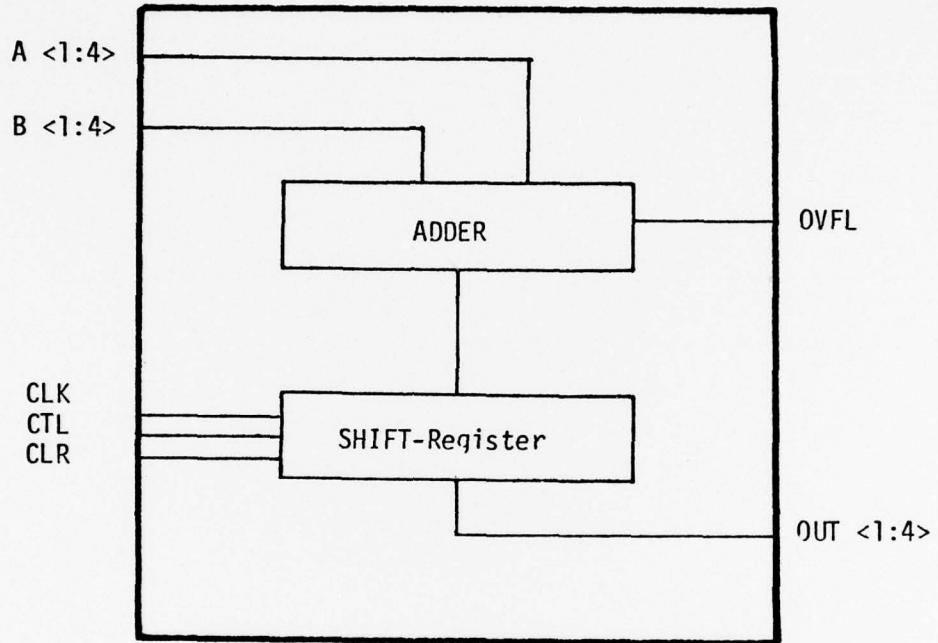 A <1:4>
B <1:4>
ADDER
OVFL
CLK
CTL
CLR
SHIFT-Register
OUT <1:4>